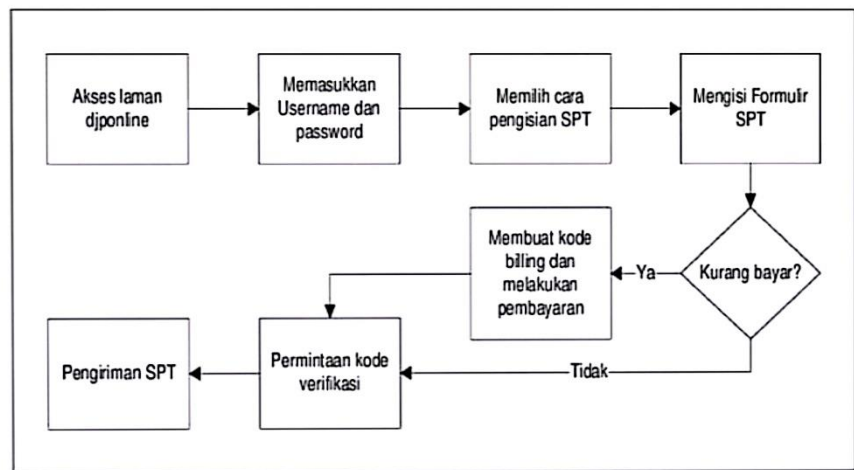 Akses laman
djponline
Memasukkan
Username dan
password
Memilih cara
pengisian SPT
Mengisi Formulir
SPT
Kurang bayar?
Ya
Membuat kode
billing dan
melakukan
pembayaran
Tidak
Permintaan kode
verifikasi
Pengiriman SPT